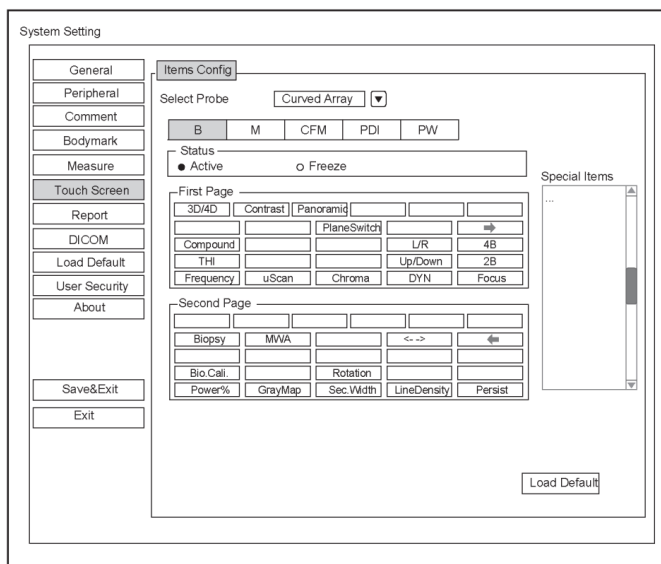 System Setting
General
Peripheral
Comment
Bodymark
Measure
Touch Screen
Report
DICOM
Load Default
User Security
About
Save&Exit
Exit
Items Config
Select Probe Curved Array
B M CFM PDI PW
Status
Active Freeze
First Page
3D/4D Contrast Panoramic
PlaneSwitch
Compound L/R 4B
THI Up/Down 2B
Frequency uScan Chroma DYN Focus
Second Page
Biopsy MWA <- ->
Bio.Cali. Rotation
Power% GrayMap Sec.Width LineDensity Persist
Special Items
...
Load Default